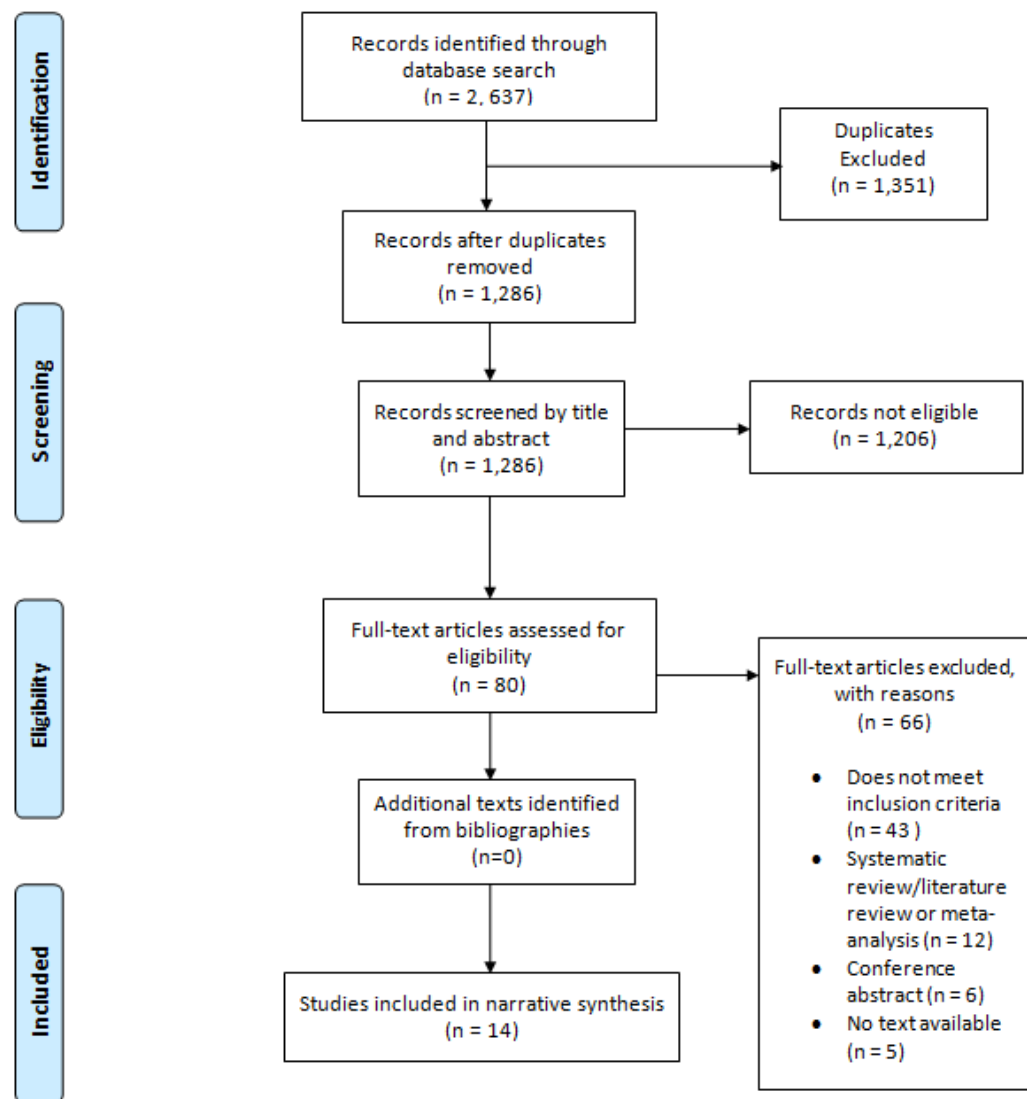 Identification
Records identified through
database search
(n = 2, 637)
Duplicates
Excluded
(n = 1,351)
Records after duplicates
removed
(n = 1,286)
Screening
Records screened by title
and abstract
(n = 1,286)
Records not eligible
(n = 1,206)
Eligibility
Full-text articles assessed for
eligibility
(n = 80)
Full-text articles excluded,
with reasons
(n = 66)
● Does not meet
inclusion criteria
(n = 43 )
● Systematic
review/literature
review or meta-
analysis (n = 12)
● Conference
abstract (n = 6)
● No text available
(n = 5)
Additional texts identified
from bibliographies
(n=0)
Included
Studies included in narrative synthesis
(n = 14)